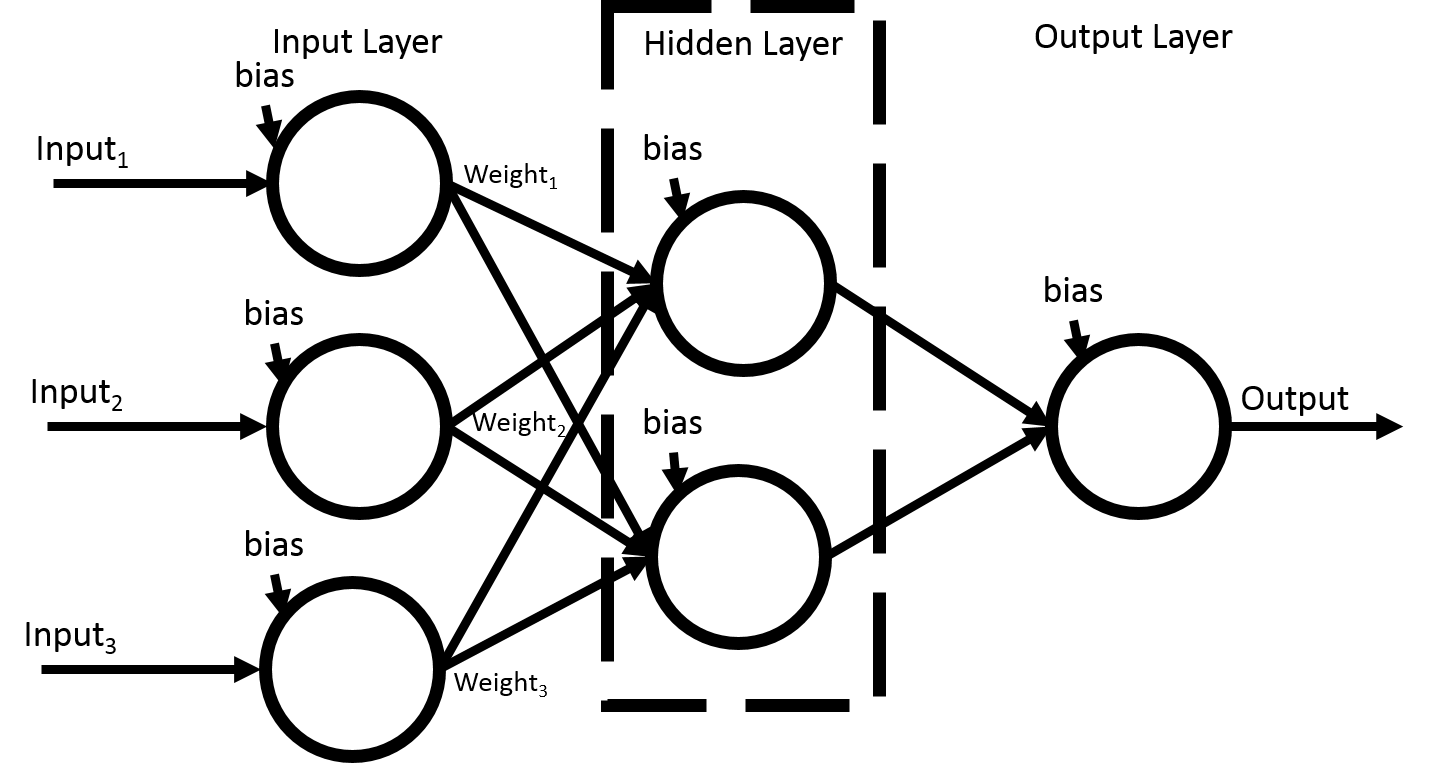 Input Layer
Hidden Layer
Output Layer
bias
Input₁
bias
Weight₁
bias
bias
Input₂
Output
Weight₂
bias
bias
Input₃
Weight₃